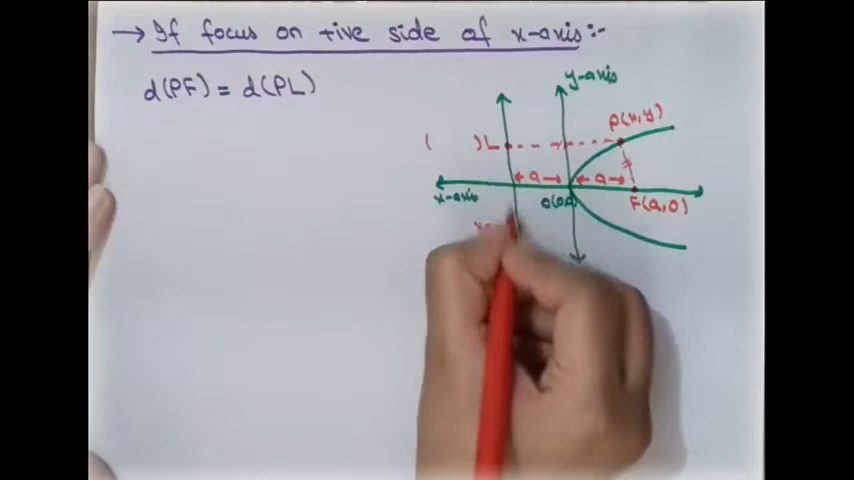 → If focus on +ive side of x-axis:-
d(PF) = d(PL)
y-axis
P(x,y)
( )L
a a
x-axis O(0,0) F(a,0)